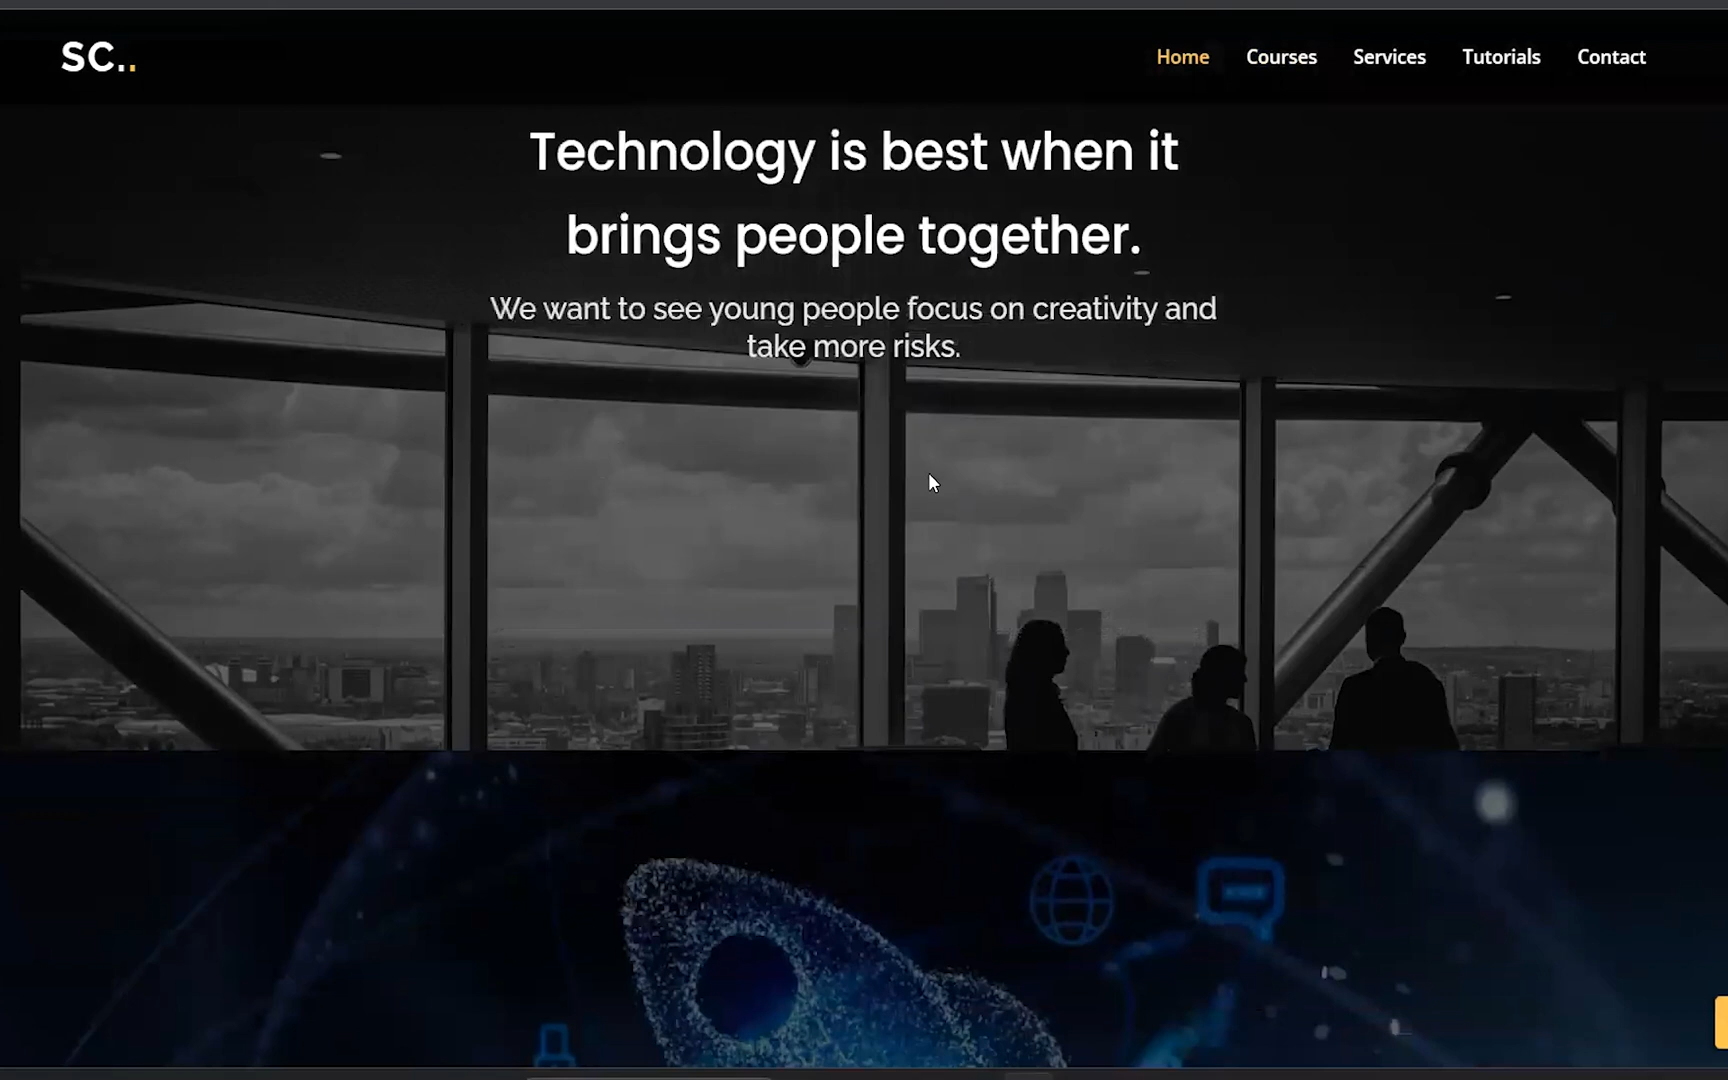 SC..
Home Courses Services Tutorials Contact
Technology is best when it
brings people together.
We want to see young people focus on creativity and
take more risks.